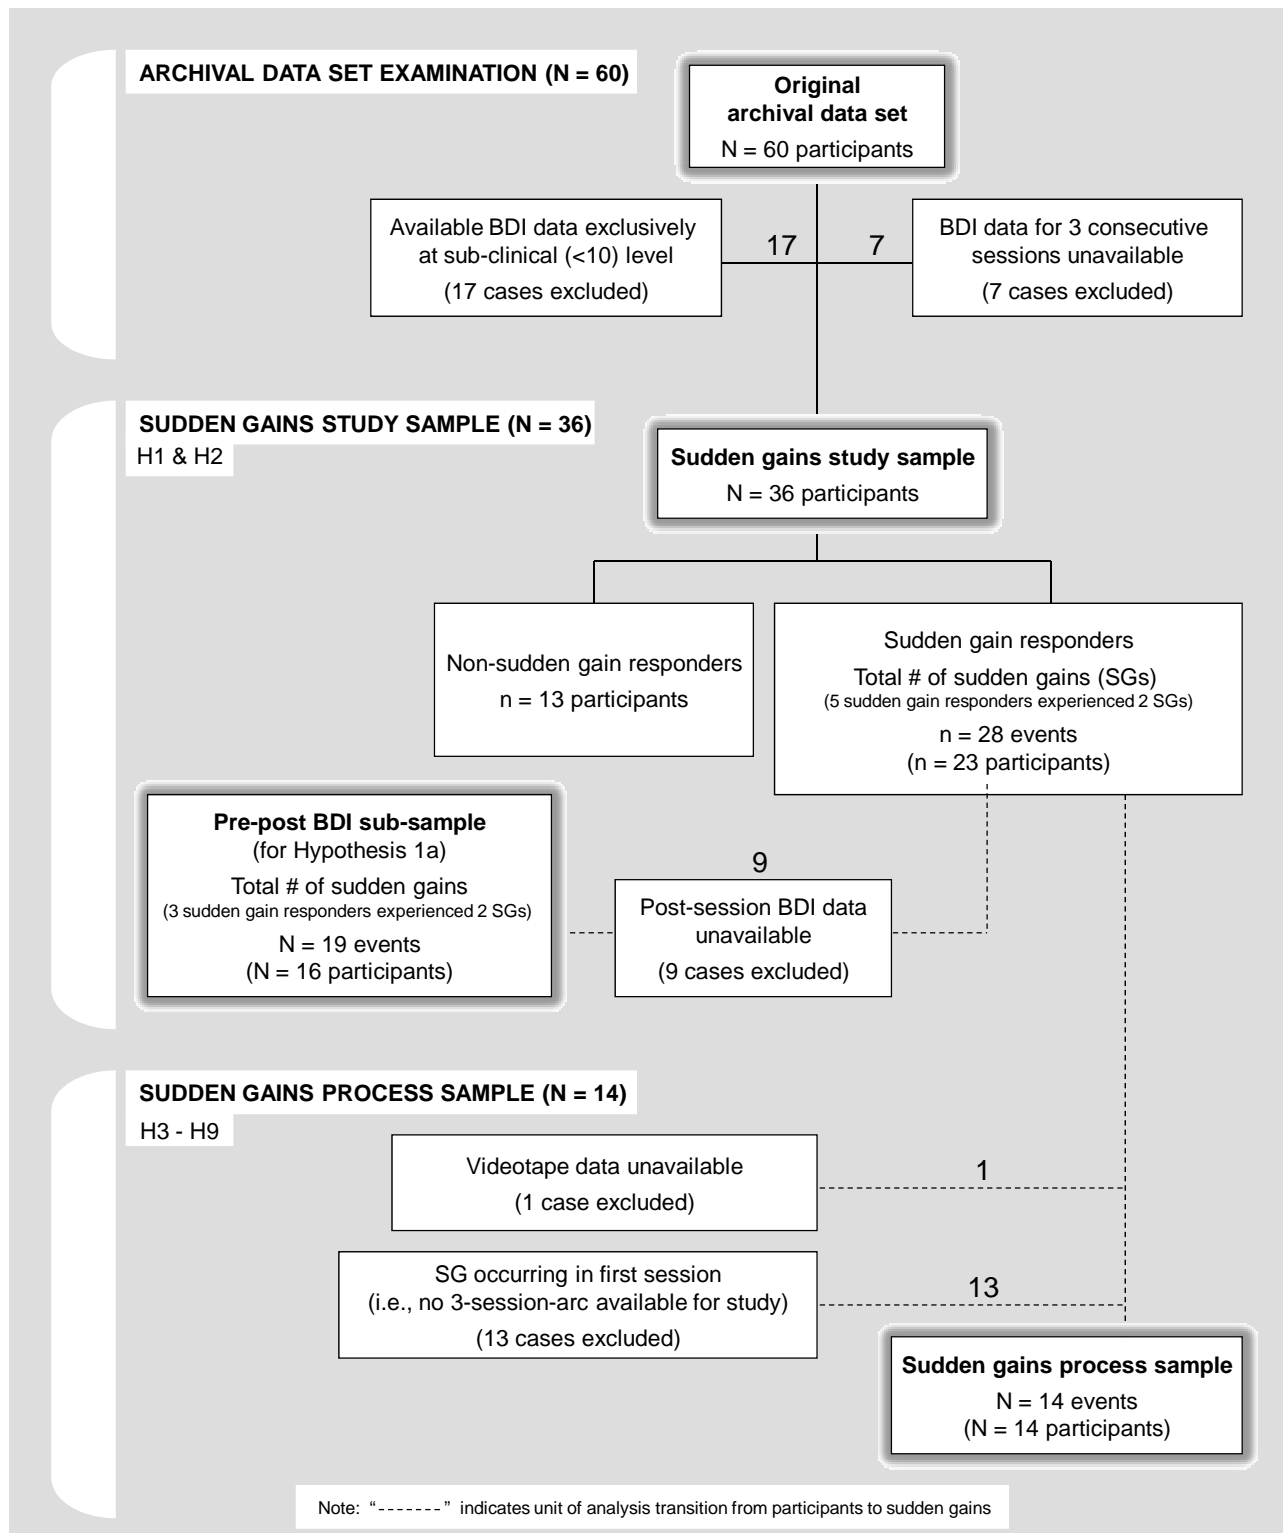 ARCHIVAL DATA SET EXAMINATION (N = 60)
Original
archival data set
N = 60 participants
Available BDI data exclusively
at sub-clinical (<10) level
(17 cases excluded)
17
7
BDI data for 3 consecutive
sessions unavailable
(7 cases excluded)
SUDDEN GAINS STUDY SAMPLE (N = 36)
H1 & H2
Sudden gains study sample
N = 36 participants
Non-sudden gain responders
n = 13 participants
Sudden gain responders
Total # of sudden gains (SGs)
(5 sudden gain responders experienced 2 SGs)
n = 28 events
(n = 23 participants)
Pre-post BDI sub-sample
(for Hypothesis 1a)
Total # of sudden gains
(3 sudden gain responders experienced 2 SGs)
N = 19 events
(N = 16 participants)
9
Post-session BDI data
unavailable
(9 cases excluded)
SUDDEN GAINS PROCESS SAMPLE (N = 14)
H3 - H9
Videotape data unavailable
(1 case excluded)
1
SG occurring in first session
(i.e., no 3-session-arc available for study)
(13 cases excluded)
13
Sudden gains process sample
N = 14 events
(N = 14 participants)
Note: “-------” indicates unit of analysis transition from participants to sudden gains